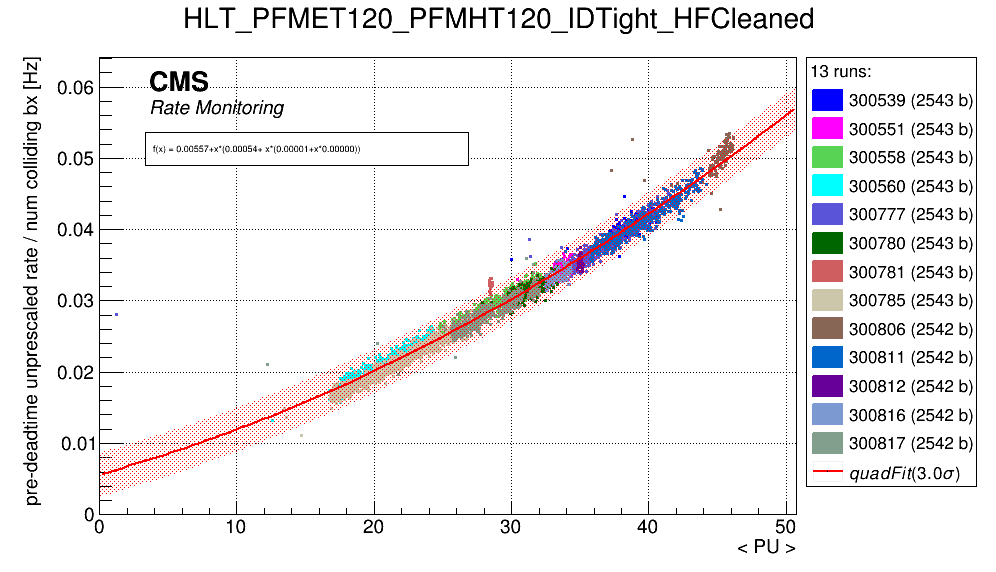 HLT_PFMET120_PFMHT120_IDTight_HFCleaned
pre-deadtime unprescaled rate / num colliding bx [Hz]
0.06
0.05
0.04
0.03
0.02
0.01
0
CMS
Rate Monitoring
f(x) = 0.00557+x*(0.00054+ x*(0.00001+x*0.00000))
0 10 20 30 40 50
< PU >
13 runs:
300539 (2543 b)
300551 (2543 b)
300558 (2543 b)
300560 (2543 b)
300777 (2543 b)
300780 (2543 b)
300781 (2543 b)
300785 (2543 b)
300806 (2542 b)
300811 (2542 b)
300812 (2542 b)
300816 (2542 b)
300817 (2542 b)
quadFit(3.0σ)